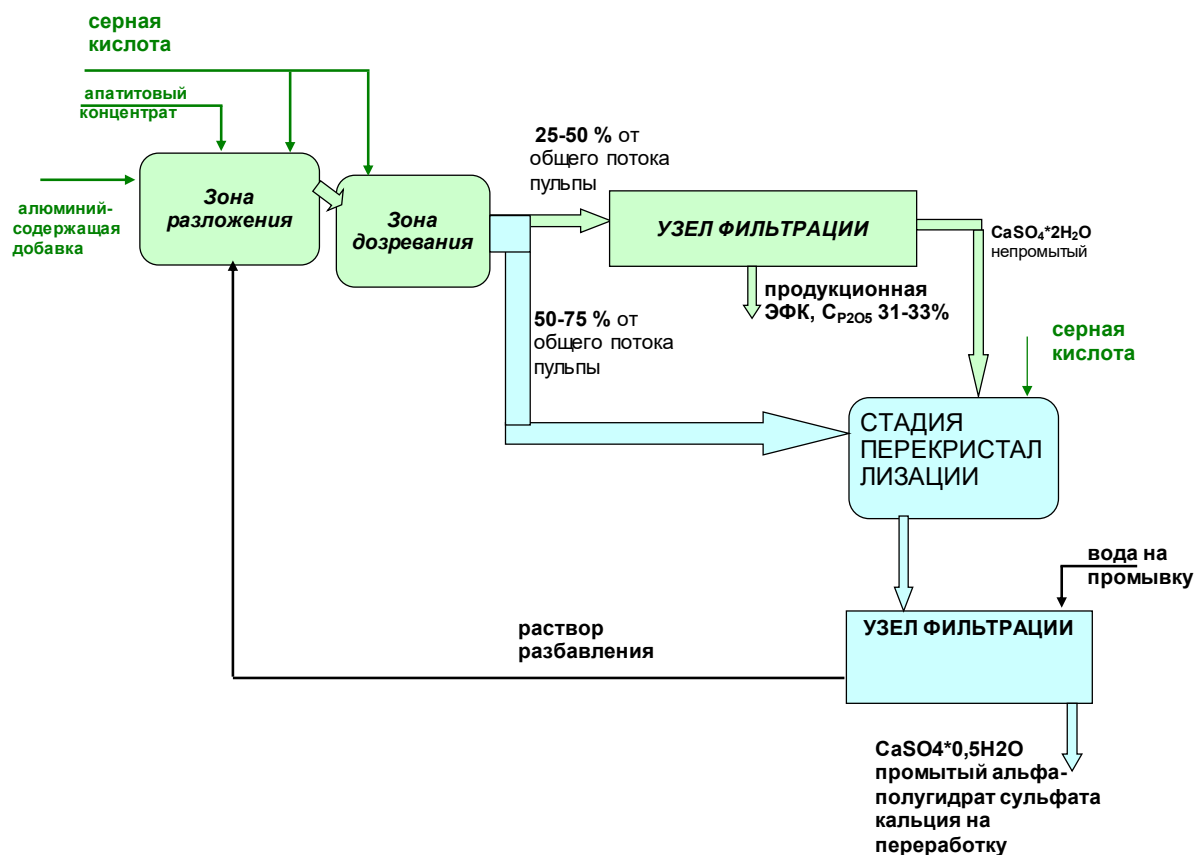 серная
кислота
апатитовый
концентрат
алюминий-
содержащая
добавка
Зона
разложения
Зона
дозревания
25-50 % от
общего потока
пульпы
УЗЕЛ ФИЛЬТРАЦИИ
CaSO4*2H2O
непромытый
продукционная
ЭФК, CP2O5 31-33%
50-75 % от
общего потока
пульпы
серная
кислота
СТАДИЯ
ПЕРЕКРИСТАЛ
ЛИЗАЦИИ
вода на
промывку
УЗЕЛ ФИЛЬТРАЦИИ
раствор
разбавления
CaSO4*0,5H2O
промытый альфа-
полугидрат сульфата
кальция на
переработку